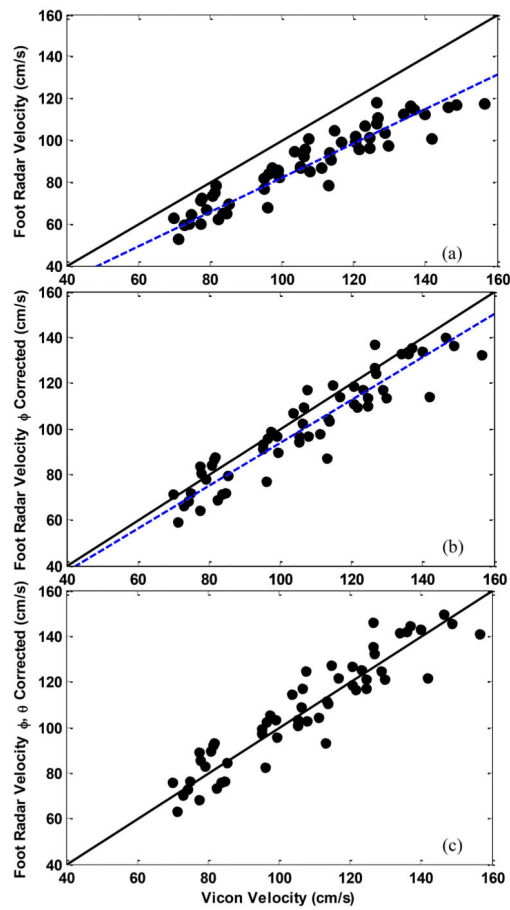 160
140
120
100
80
60
40
Foot Radar Velocity (cm/s)
(a)
40 60 80 100 120 140 160
160
140
120
100
80
60
40
Foot Radar Velocity ϕ Corrected (cm/s)
(b)
40 60 80 100 120 140 160
160
140
120
100
80
60
40
Foot Radar Velocity ϕ, θ Corrected (cm/s)
(c)
40 60 80 100 120 140 160
Vicon Velocity (cm/s)